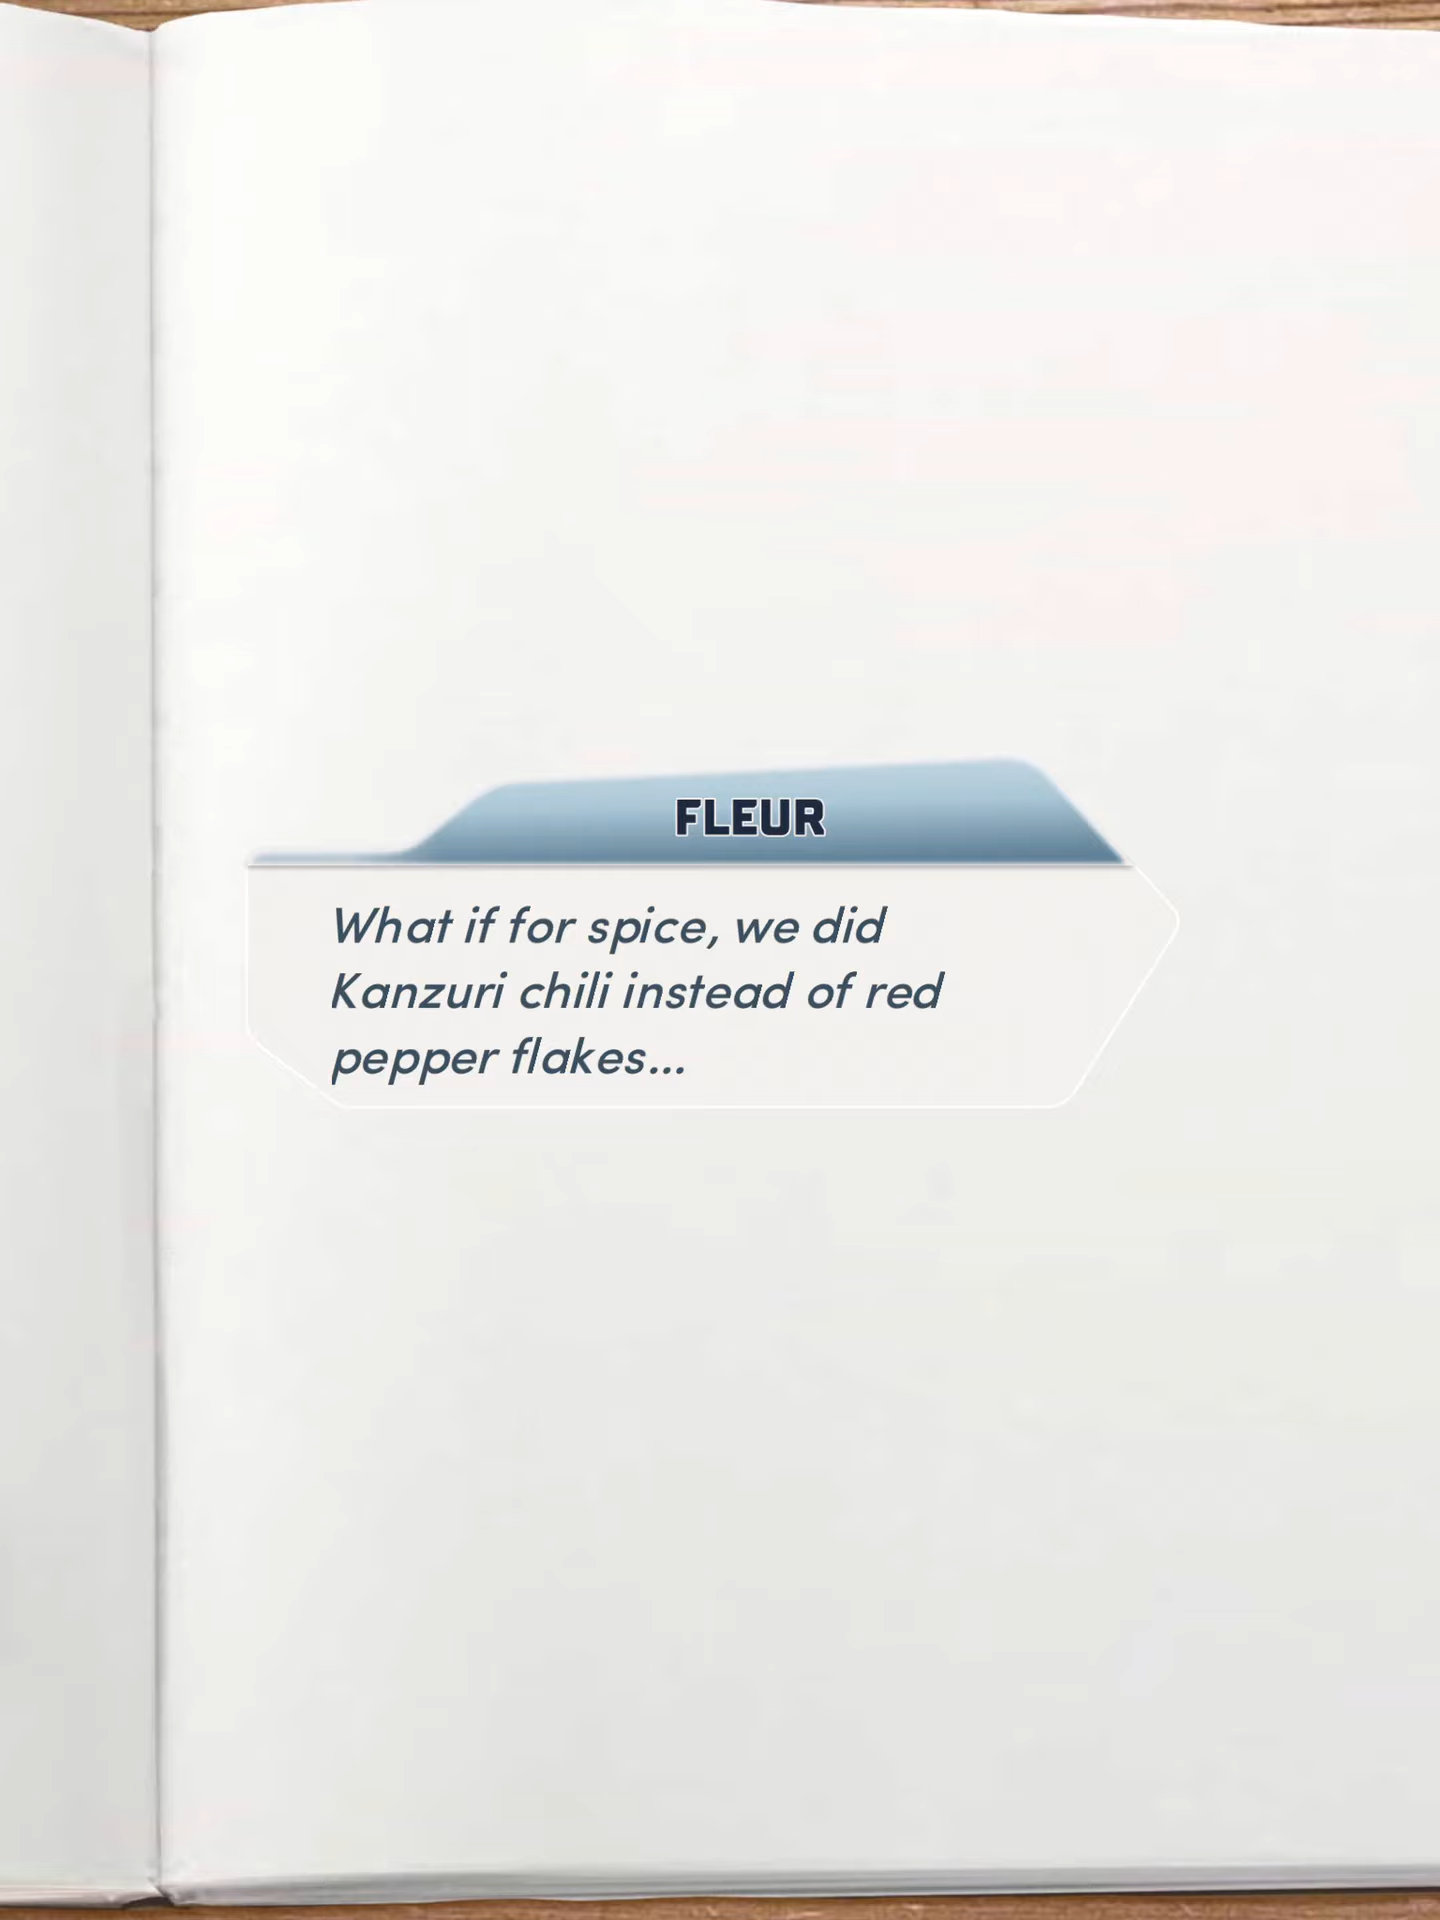 FLEUR
What if for spice, we did
Kanzuri chili instead of red
pepper flakes...